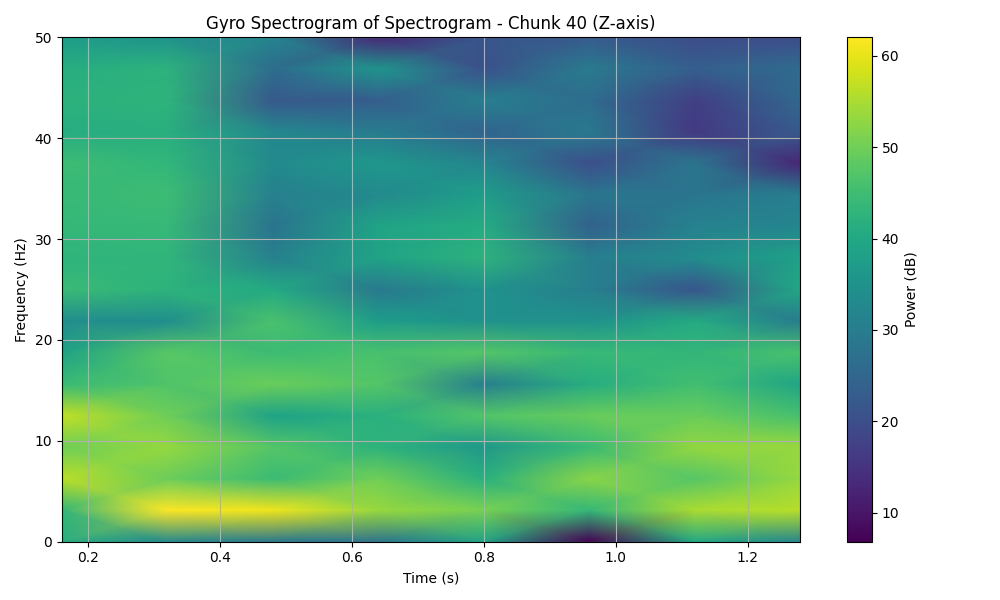 Gyro Spectrogram of Spectrogram - Chunk 40 (Z-axis)
50
40
30
20
10
0
Frequency (Hz)
0.2 0.4 0.6 0.8 1.0 1.2
Time (s)
60
50
40
30
20
10
Power (dB)